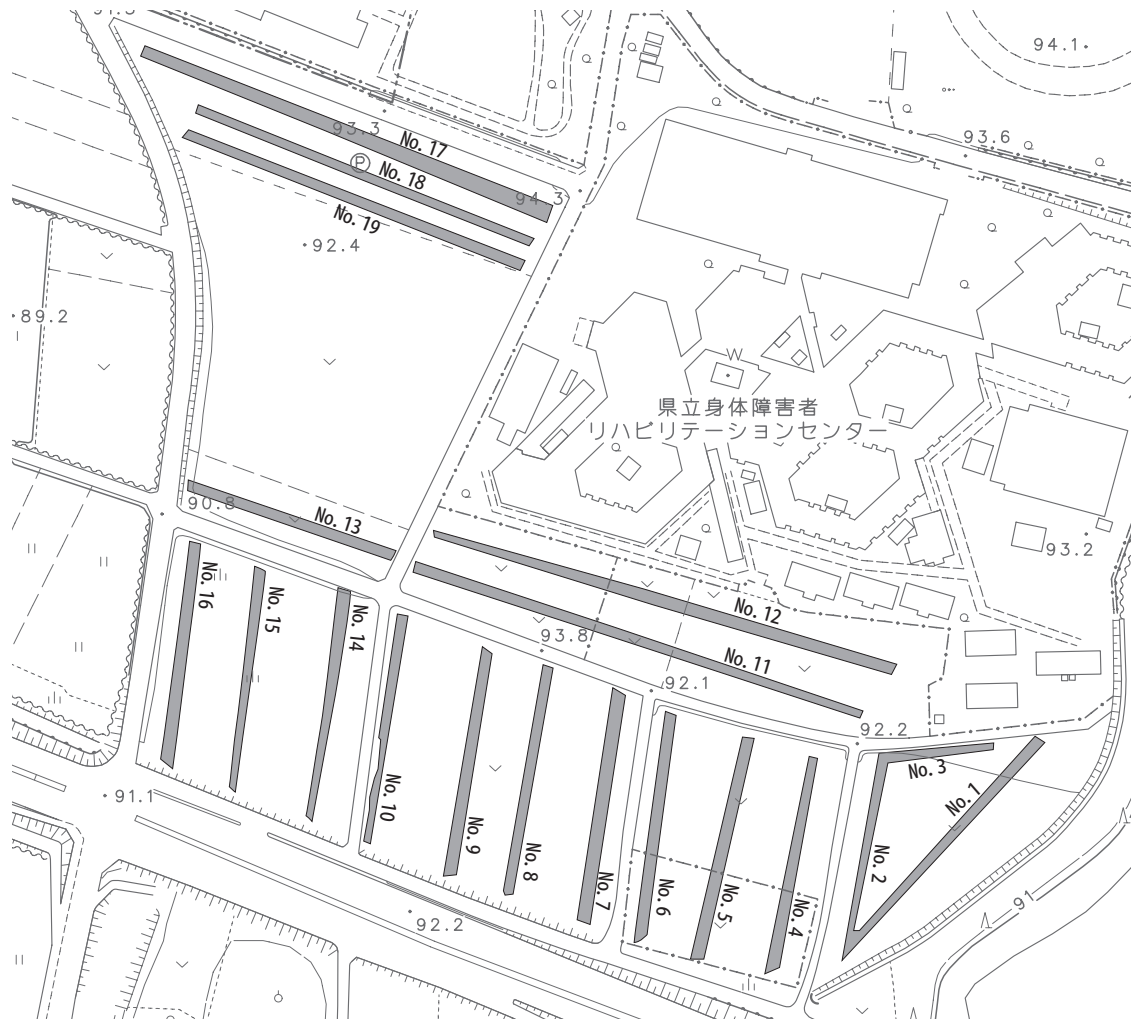 94.1
93.6
93.3
No. 17
P
No. 18
94.3
No. 19
92.4
89.2
W
県立身体障害者
リハビリテーションセンター
90.8
No. 13
93.2
No. 16
No. 15
No. 14
No. 12
93.8
No. 11
92.1
92.2
No. 3
No. 1
91.1
No. 10
No. 9
No. 8
No. 7
No. 6
No. 5
No. 4
No. 2
91
92.2